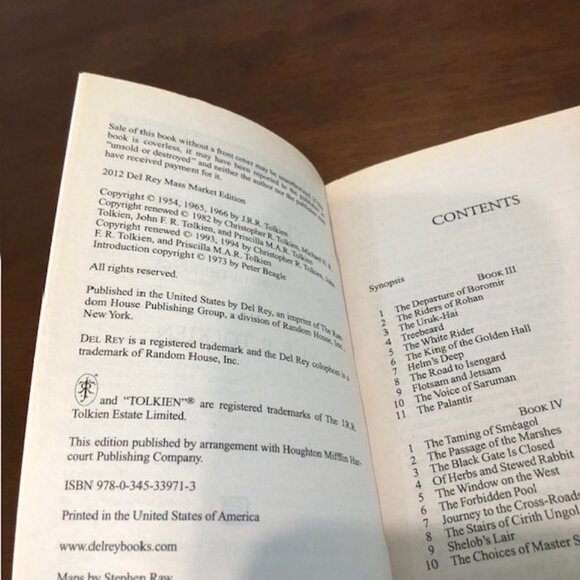 Sale of this book without a front cover may be unauthorized. If this
book is coverless, it may have been reported to the publisher as
"unsold or destroyed" and neither the author nor the publisher may
have received payment for it.
2012 Del Rey Mass Market Edition
Copyright © 1954, 1965, 1966 by J.R.R. Tolkien
Copyright renewed © 1982 by Christopher R. Tolkien, Michael H. R.
Tolkien, John F. R. Tolkien, and Priscilla M.A.R. Tolkien
Copyright renewed © 1993, 1994 by Christopher R. Tolkien, John
F. R. Tolkien, and Priscilla M.A.R. Tolkien
Introduction copyright © 1973 by Peter Beagle
All rights reserved.
Published in the United States by Del Rey, an imprint of The Ran-
dom House Publishing Group, a division of Random House, Inc.,
New York.
DEL REY is a registered trademark and the Del Rey colophon is a
trademark of Random House, Inc.
and "TOLKIEN"® are registered trademarks of The J.R.R.
Tolkien Estate Limited.
This edition published by arrangement with Houghton Mifflin Har-
court Publishing Company.
ISBN 978-0-345-33971-3
Printed in the United States of America
www.delreybooks.com
Maps by Stephen Raw
CONTENTS
Synopsis
BOOK III
1 The Departure of Boromir
2 The Riders of Rohan
3 The Uruk-Hai
4 Treebeard
5 The White Rider
6 The King of the Golden Hall
7 Helm's Deep
8 The Road to Isengard
9 Flotsam and Jetsam
10 The Voice of Saruman
11 The Palantír
BOOK IV
1 The Taming of Sméagol
2 The Passage of the Marshes
3 The Black Gate Is Closed
4 Of Herbs and Stewed Rabbit
5 The Window on the West
6 The Forbidden Pool
7 Journey to the Cross-Roads
8 The Stairs of Cirith Ungol
9 Shelob's Lair
10 The Choices of Master S